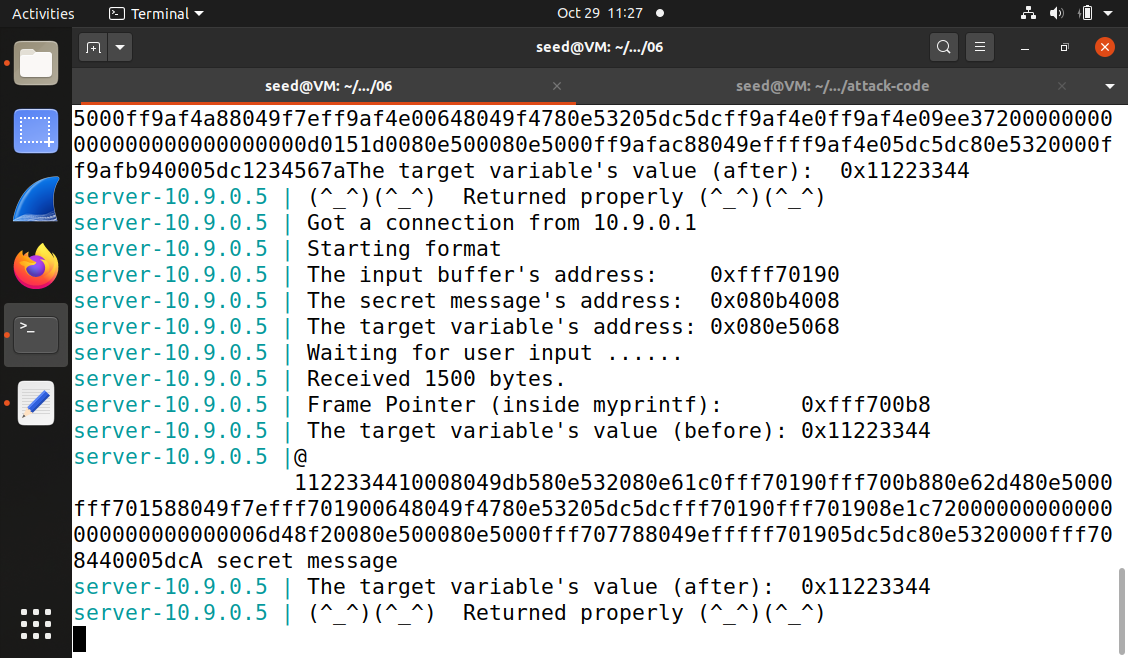 Activities
Terminal
Oct 29 11:27
seed@VM: ~/.../06
seed@VM: ~/.../06
seed@VM: ~/.../attack-code
5000ff9af4a88049f7eff9af4e00648049f4780e53205dc5dcff9af4e0ff9af4e09ee37200000000
000000000000000000d0151d0080e500080e5000ff9afac88049effff9af4e05dc5dc80e5320000f
f9afb940005dc1234567aThe target variable's value (after):  0x11223344
server-10.9.0.5 | (^_^)(^_^)  Returned properly (^_^)(^_^)
server-10.9.0.5 | Got a connection from 10.9.0.1
server-10.9.0.5 | Starting format
server-10.9.0.5 | The input buffer's address:    0xfff70190
server-10.9.0.5 | The secret message's address:  0x080b4008
server-10.9.0.5 | The target variable's address: 0x080e5068
server-10.9.0.5 | Waiting for user input ......
server-10.9.0.5 | Received 1500 bytes.
server-10.9.0.5 | Frame Pointer (inside myprintf):      0xfff700b8
server-10.9.0.5 | The target variable's value (before): 0x11223344
server-10.9.0.5 |@
1122334410008049db580e532080e61c0fff70190fff700b880e62d480e5000
fff701588049f7efff701900648049f4780e53205dc5dcfff70190fff701908e1c72000000000000
000000000000006d48f20080e500080e5000fff707788049efffff701905dc5dc80e5320000fff70
8440005dcA secret message
server-10.9.0.5 | The target variable's value (after):  0x11223344
server-10.9.0.5 | (^_^)(^_^)  Returned properly (^_^)(^_^)